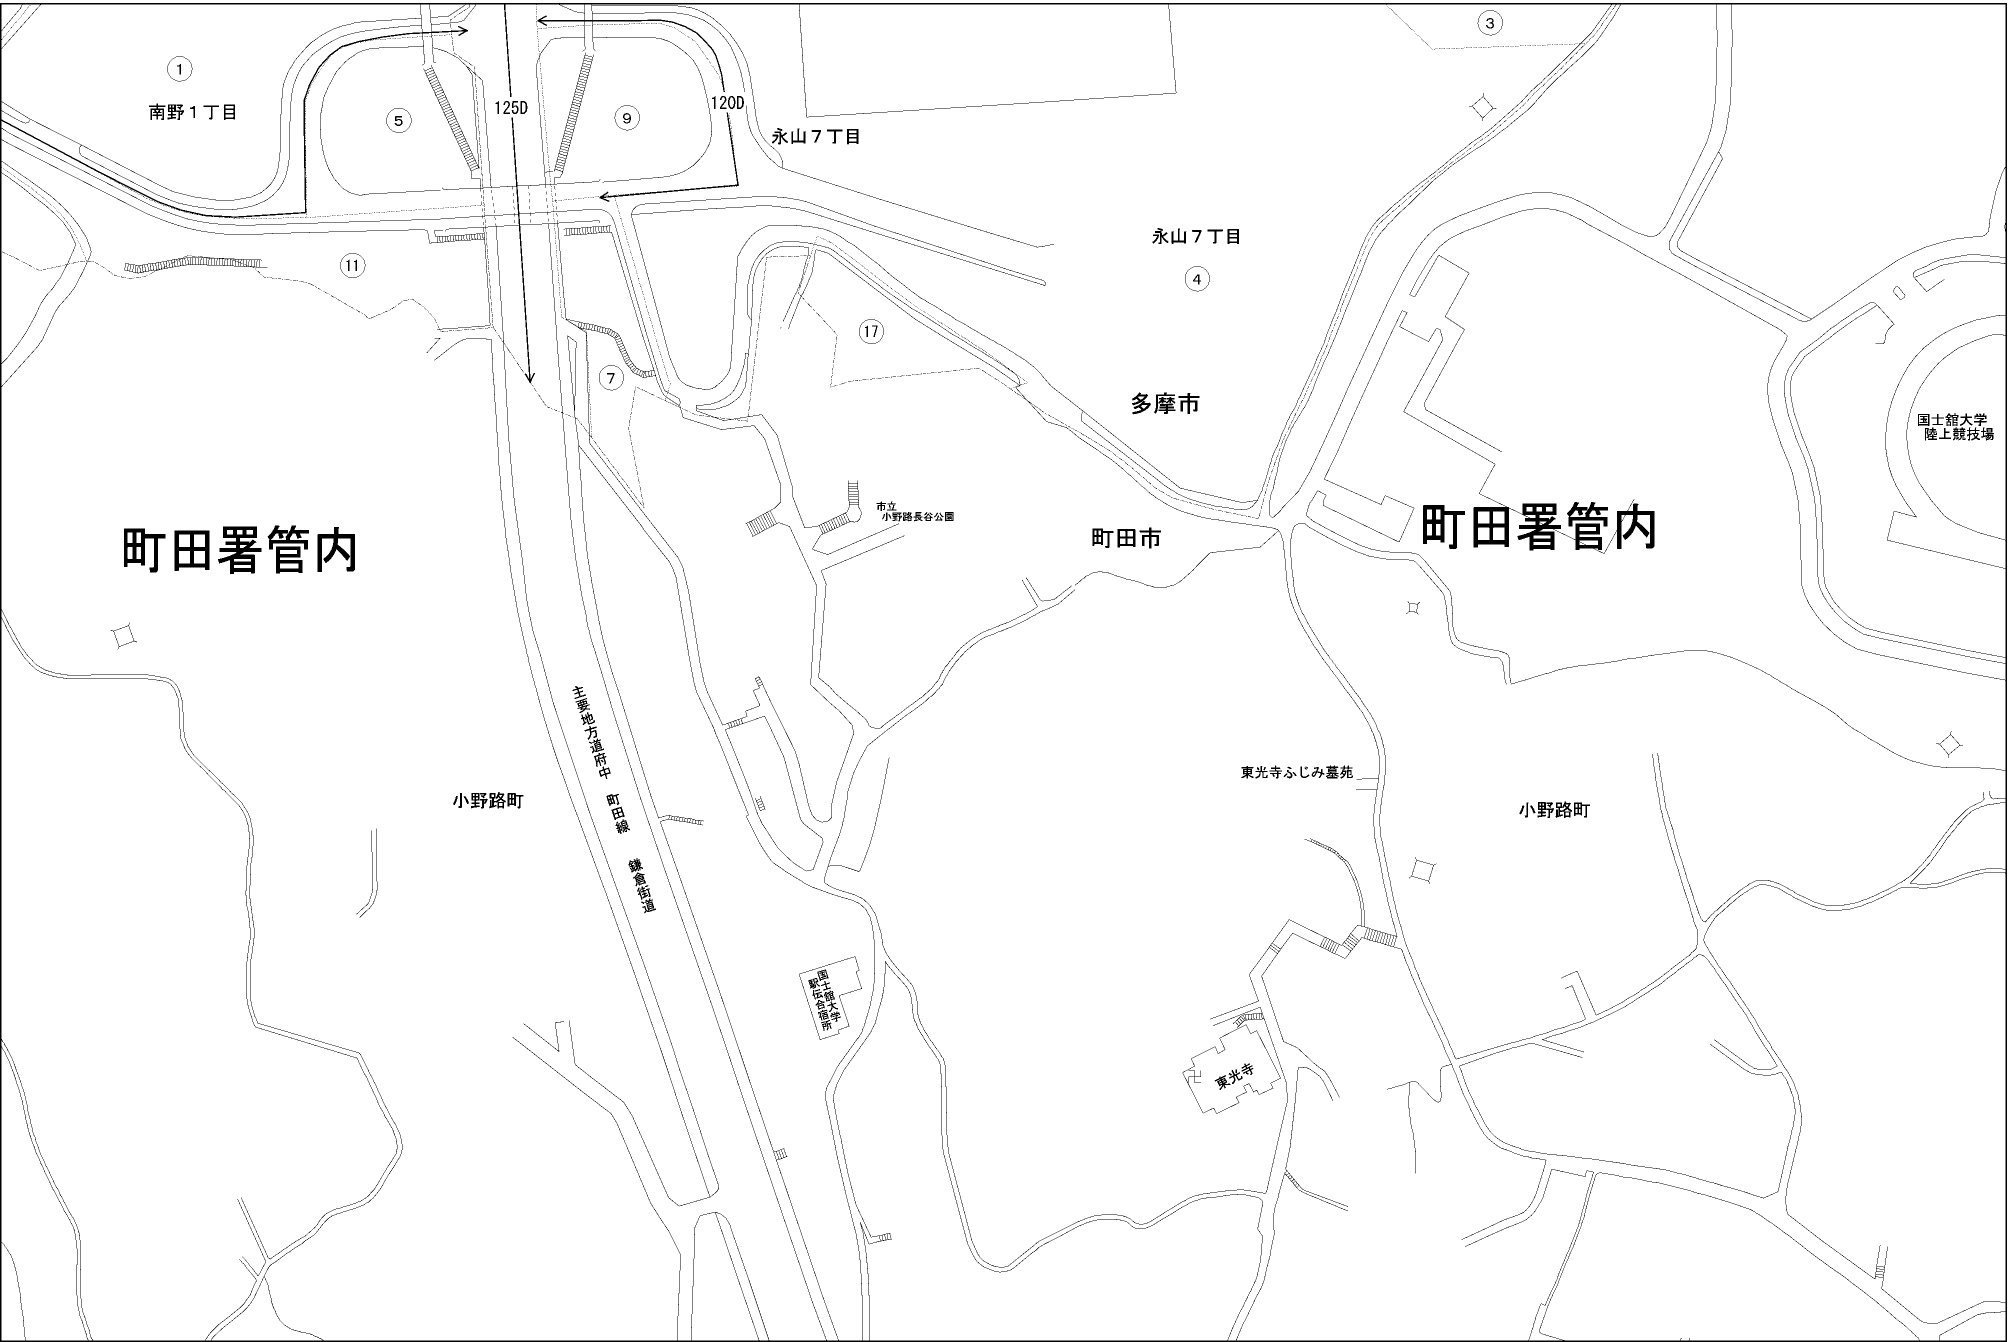 ③
①
125D
120D
南野１丁目
⑤
⑨
永山７丁目
永山７丁目
⑪
④
⑰
⑦
多摩市
国士舘大学
陸上競技場
市立
小野路長谷公園
町田署管内
町田市
町田署管内
主要地方道府中　町田線　鎌倉街道
東光寺ふじみ墓苑
小野路町
小野路町
国士舘大学
駅伝合宿所
東光寺